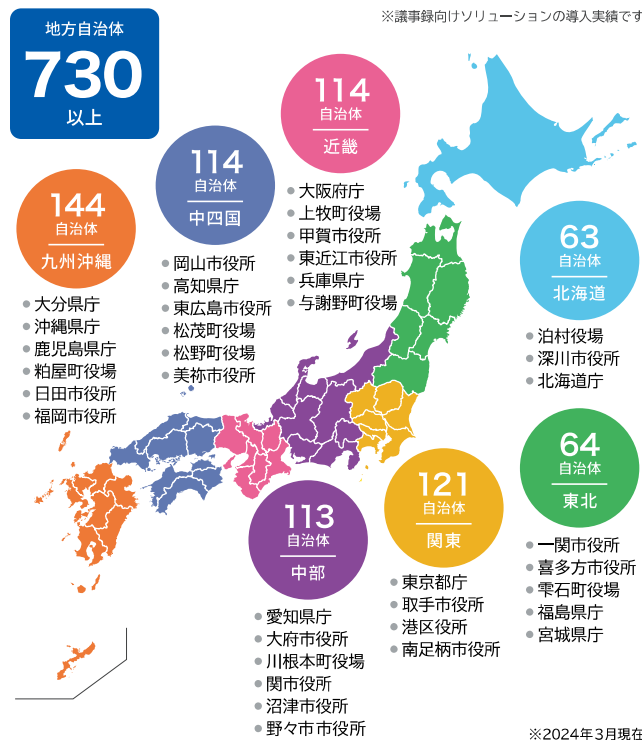 ※議事録向けソリューションの導入実績です
地方自治体
730
以上
114
自治体
近畿
大阪府庁
上牧町役場
甲賀市役所
東近江市役所
兵庫県庁
与謝野町役場
114
自治体
中四国
岡山市役所
高知県庁
東広島市役所
松茂町役場
松野町役場
美祢市役所
144
自治体
九州沖縄
大分県庁
沖縄県庁
鹿児島県庁
粕屋町役場
日田市役所
福岡市役所
63
自治体
北海道
泊村役場
深川市役所
北海道庁
64
自治体
東北
一関市役所
喜多方市役所
雫石町役場
福島県庁
宮城県庁
121
自治体
関東
東京都庁
取手市役所
港区役所
南足柄市役所
113
自治体
中部
愛知県庁
大府市役所
川根本町役場
関市役所
沼津市役所
野々市市役所
※2024年3月現在